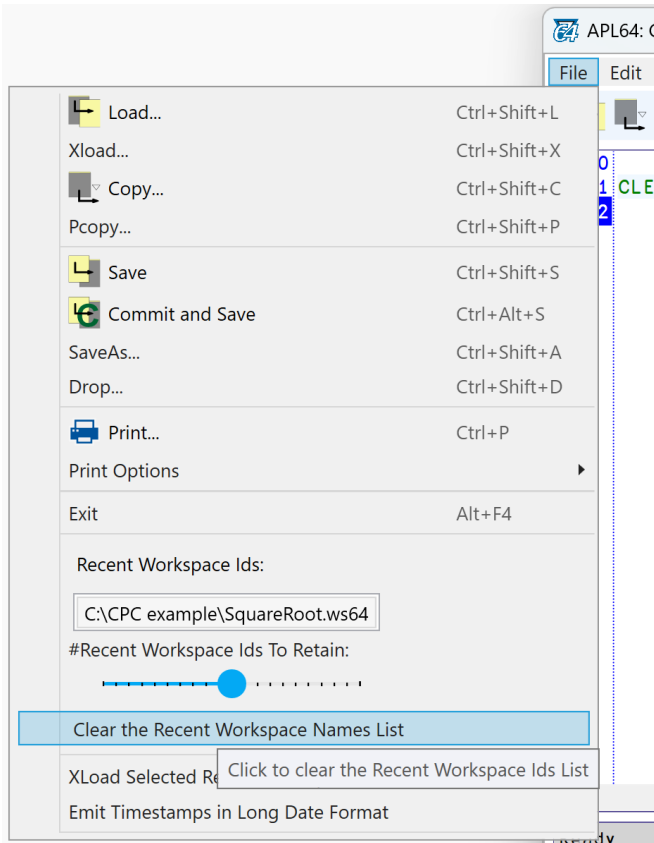 APL64: C
File Edit
Load... Ctrl+Shift+L
Xload... Ctrl+Shift+X
Copy... Ctrl+Shift+C
Pcopy... Ctrl+Shift+P
Save Ctrl+Shift+S
Commit and Save Ctrl+Alt+S
SaveAs... Ctrl+Shift+A
Drop... Ctrl+Shift+D
Print... Ctrl+P
Print Options
Exit Alt+F4
Recent Workspace Ids:
C:\CPC example\SquareRoot.ws64
#Recent Workspace Ids To Retain:
Clear the Recent Workspace Names List
XLoad Selected Re
Click to clear the Recent Workspace Ids List
Emit Timestamps in Long Date Format
0
1 CLE
2
Ready